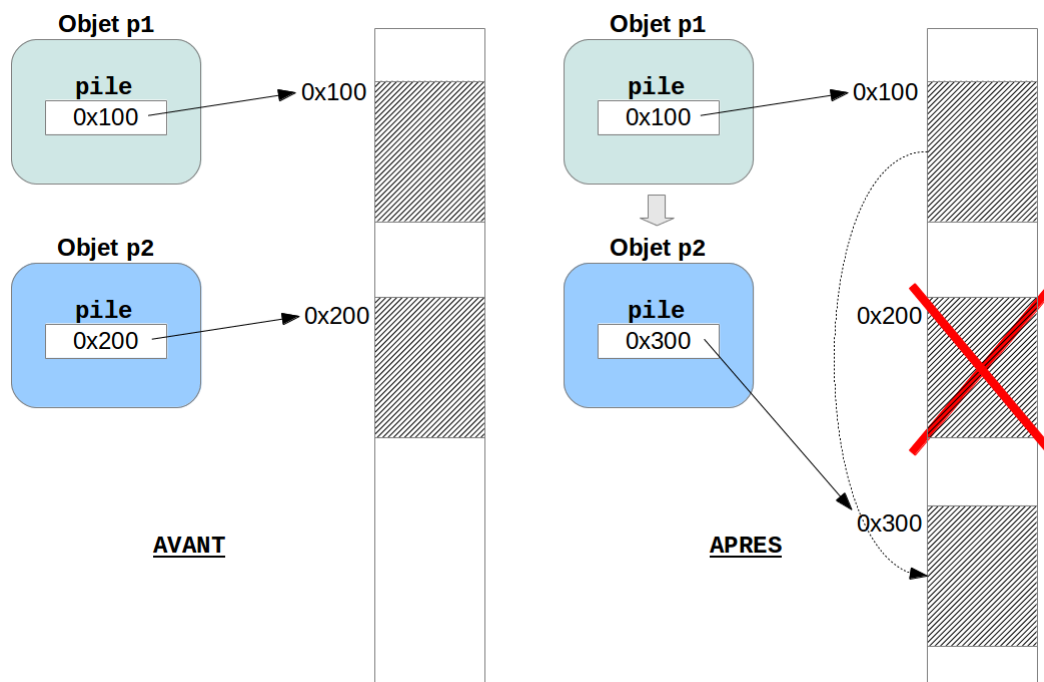 Objet p1
pile
0x100
0x100
Objet p2
pile
0x200
0x200
AVANT
Objet p1
pile
0x100
0x100
Objet p2
pile
0x300
0x200
0x300
APRES